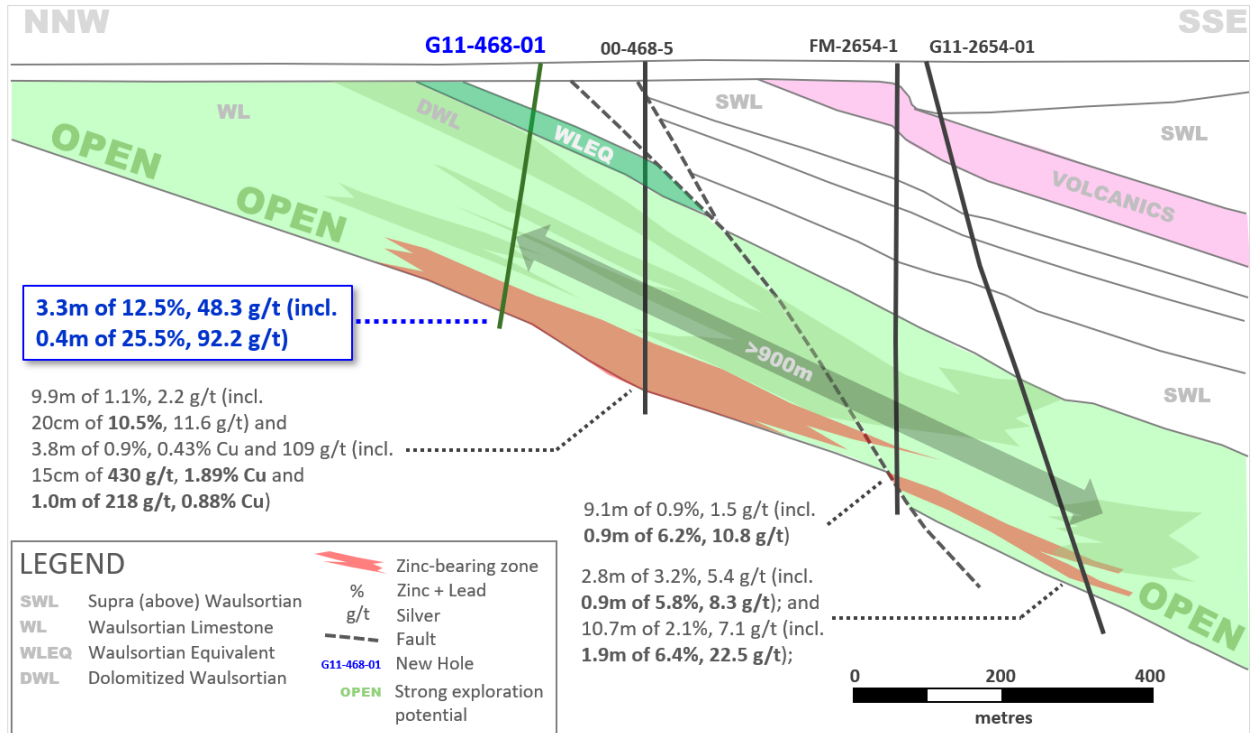 NNW
SSE
G11-468-01
00-468-5
FM-2654-1
G11-2654-01
WL
DWL
WLEQ
SWL
SWL
VOLCANICS
OPEN
OPEN
>900m
SWL
OPEN
3.3m of 12.5%, 48.3 g/t (incl.
0.4m of 25.5%, 92.2 g/t)
9.9m of 1.1%, 2.2 g/t (incl.
20cm of 10.5%, 11.6 g/t) and
3.8m of 0.9%, 0.43% Cu and 109 g/t (incl.
15cm of 430 g/t, 1.89% Cu and
1.0m of 218 g/t, 0.88% Cu)
9.1m of 0.9%, 1.5 g/t (incl.
0.9m of 6.2%, 10.8 g/t)
2.8m of 3.2%, 5.4 g/t (incl.
0.9m of 5.8%, 8.3 g/t); and
10.7m of 2.1%, 7.1 g/t (incl.
1.9m of 6.4%, 22.5 g/t);
LEGEND
SWL Supra (above) Waulsortian
WL Waulsortian Limestone
WLEQ Waulsortian Equivalent
DWL Dolomitized Waulsortian
Zinc-bearing zone
% Zinc + Lead
g/t Silver
Fault
G11-468-01 New Hole
OPEN Strong exploration
potential
0 200 400
metres